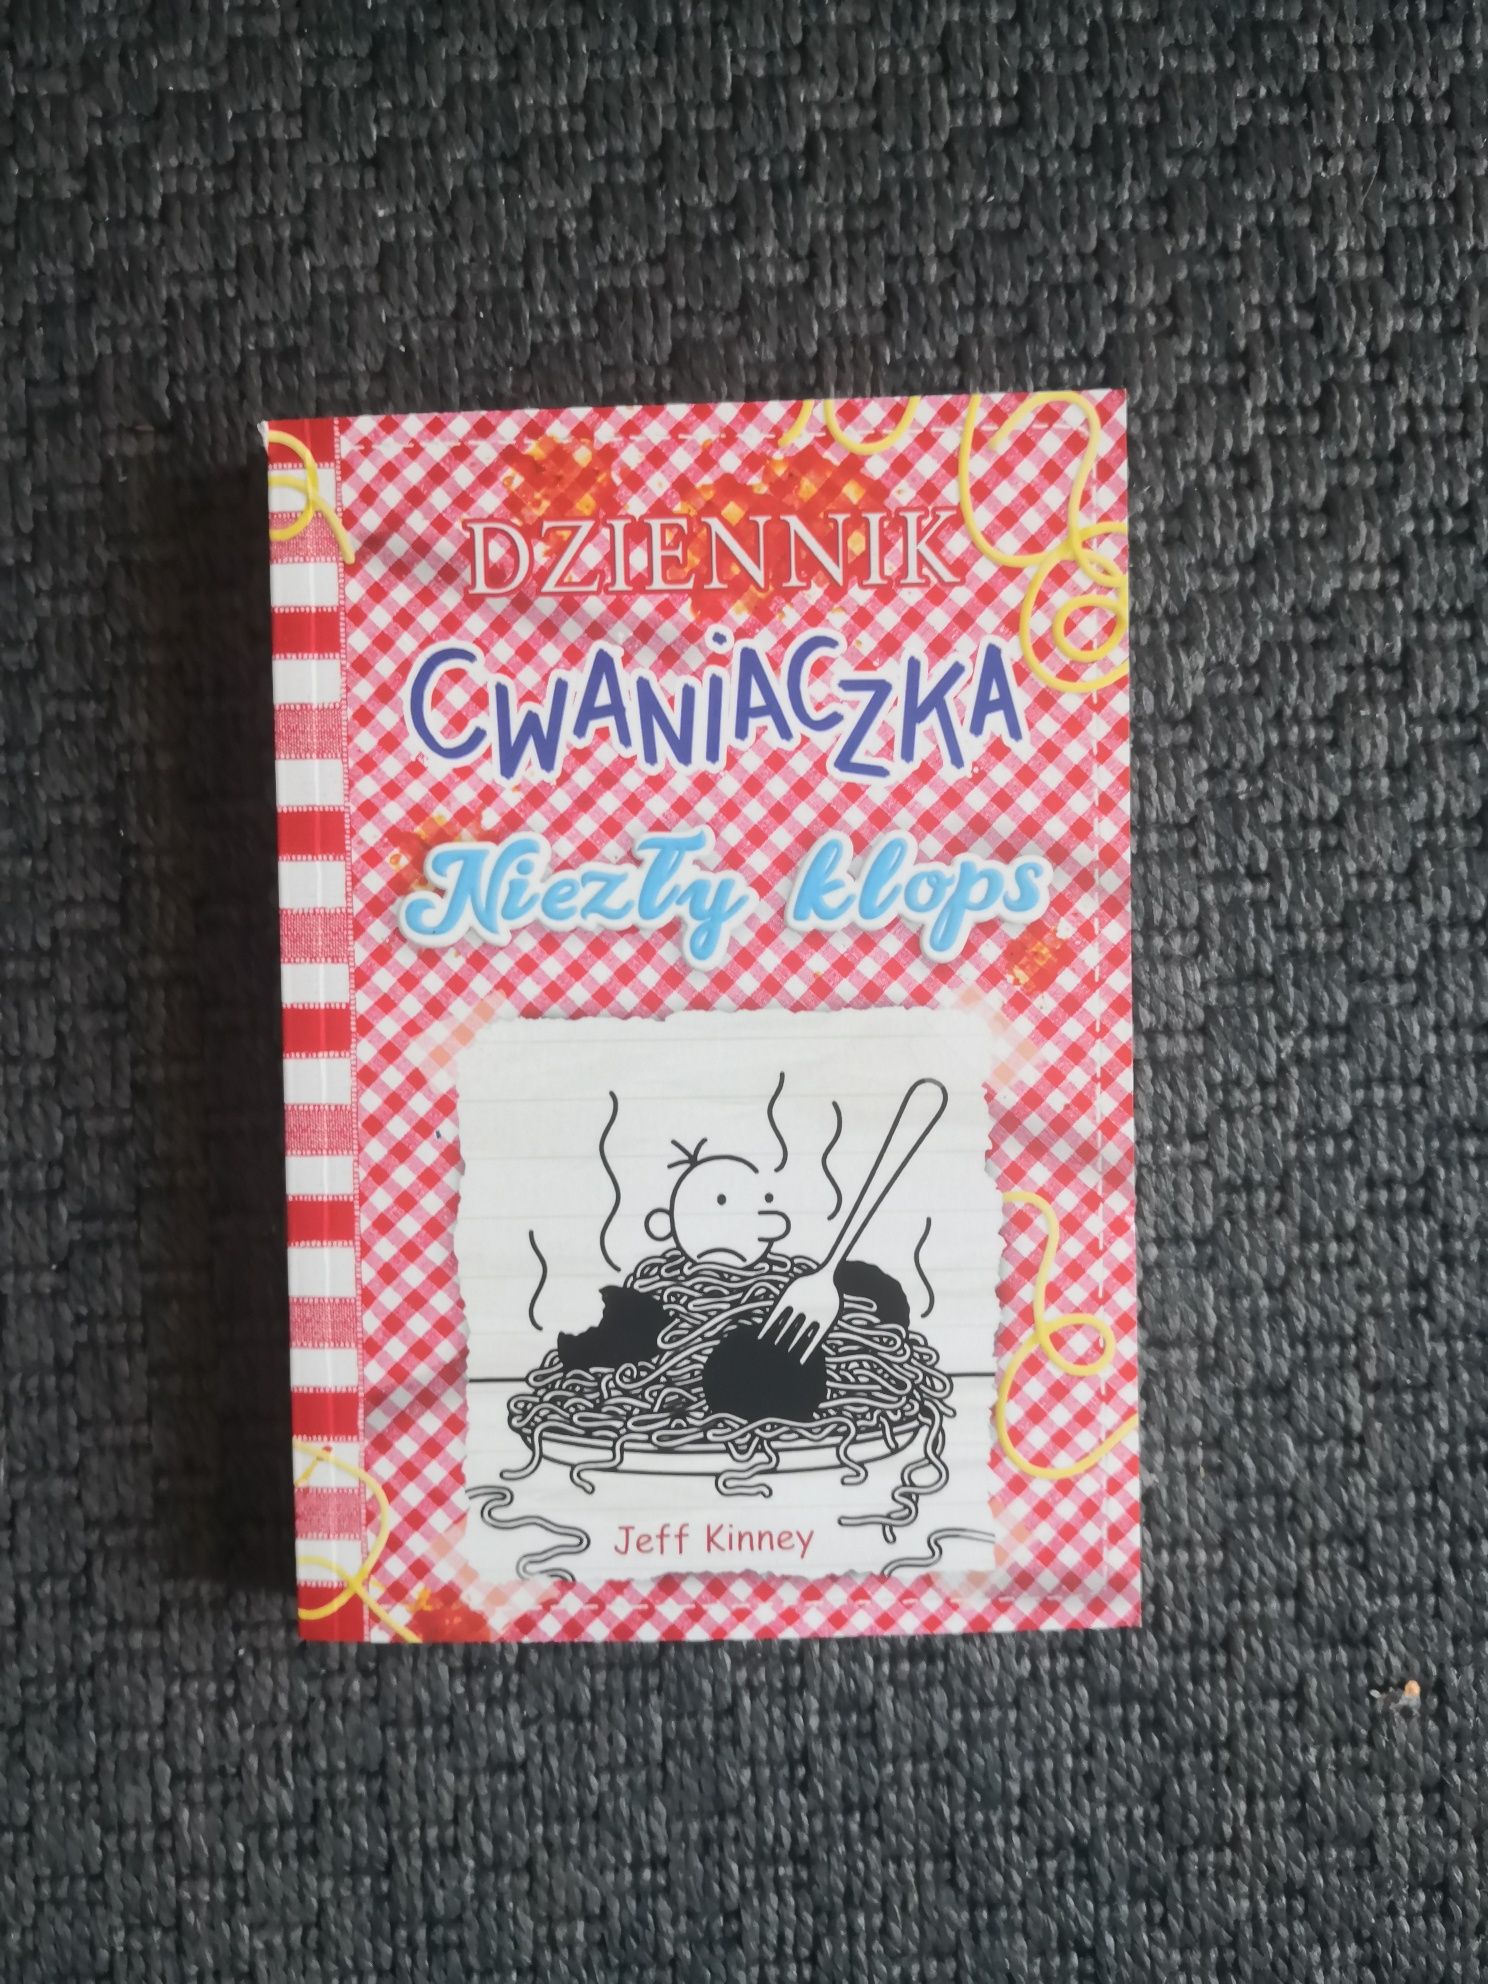 DZIENNIK
CWANIACZKA
Niezły klops
Jeff Kinney